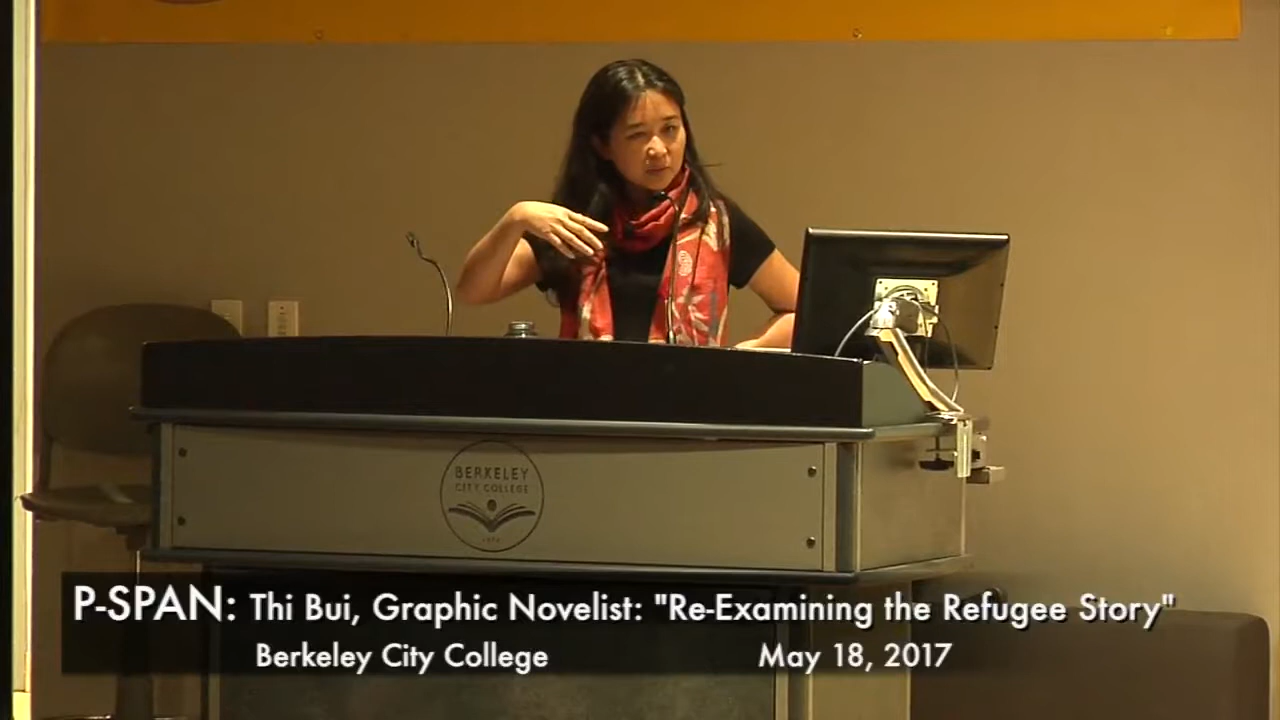 BERKELEY
CITY COLLEGE
P-SPAN: Thi Bui, Graphic Novelist: "Re-Examining the Refugee Story"
Berkeley City College May 18, 2017